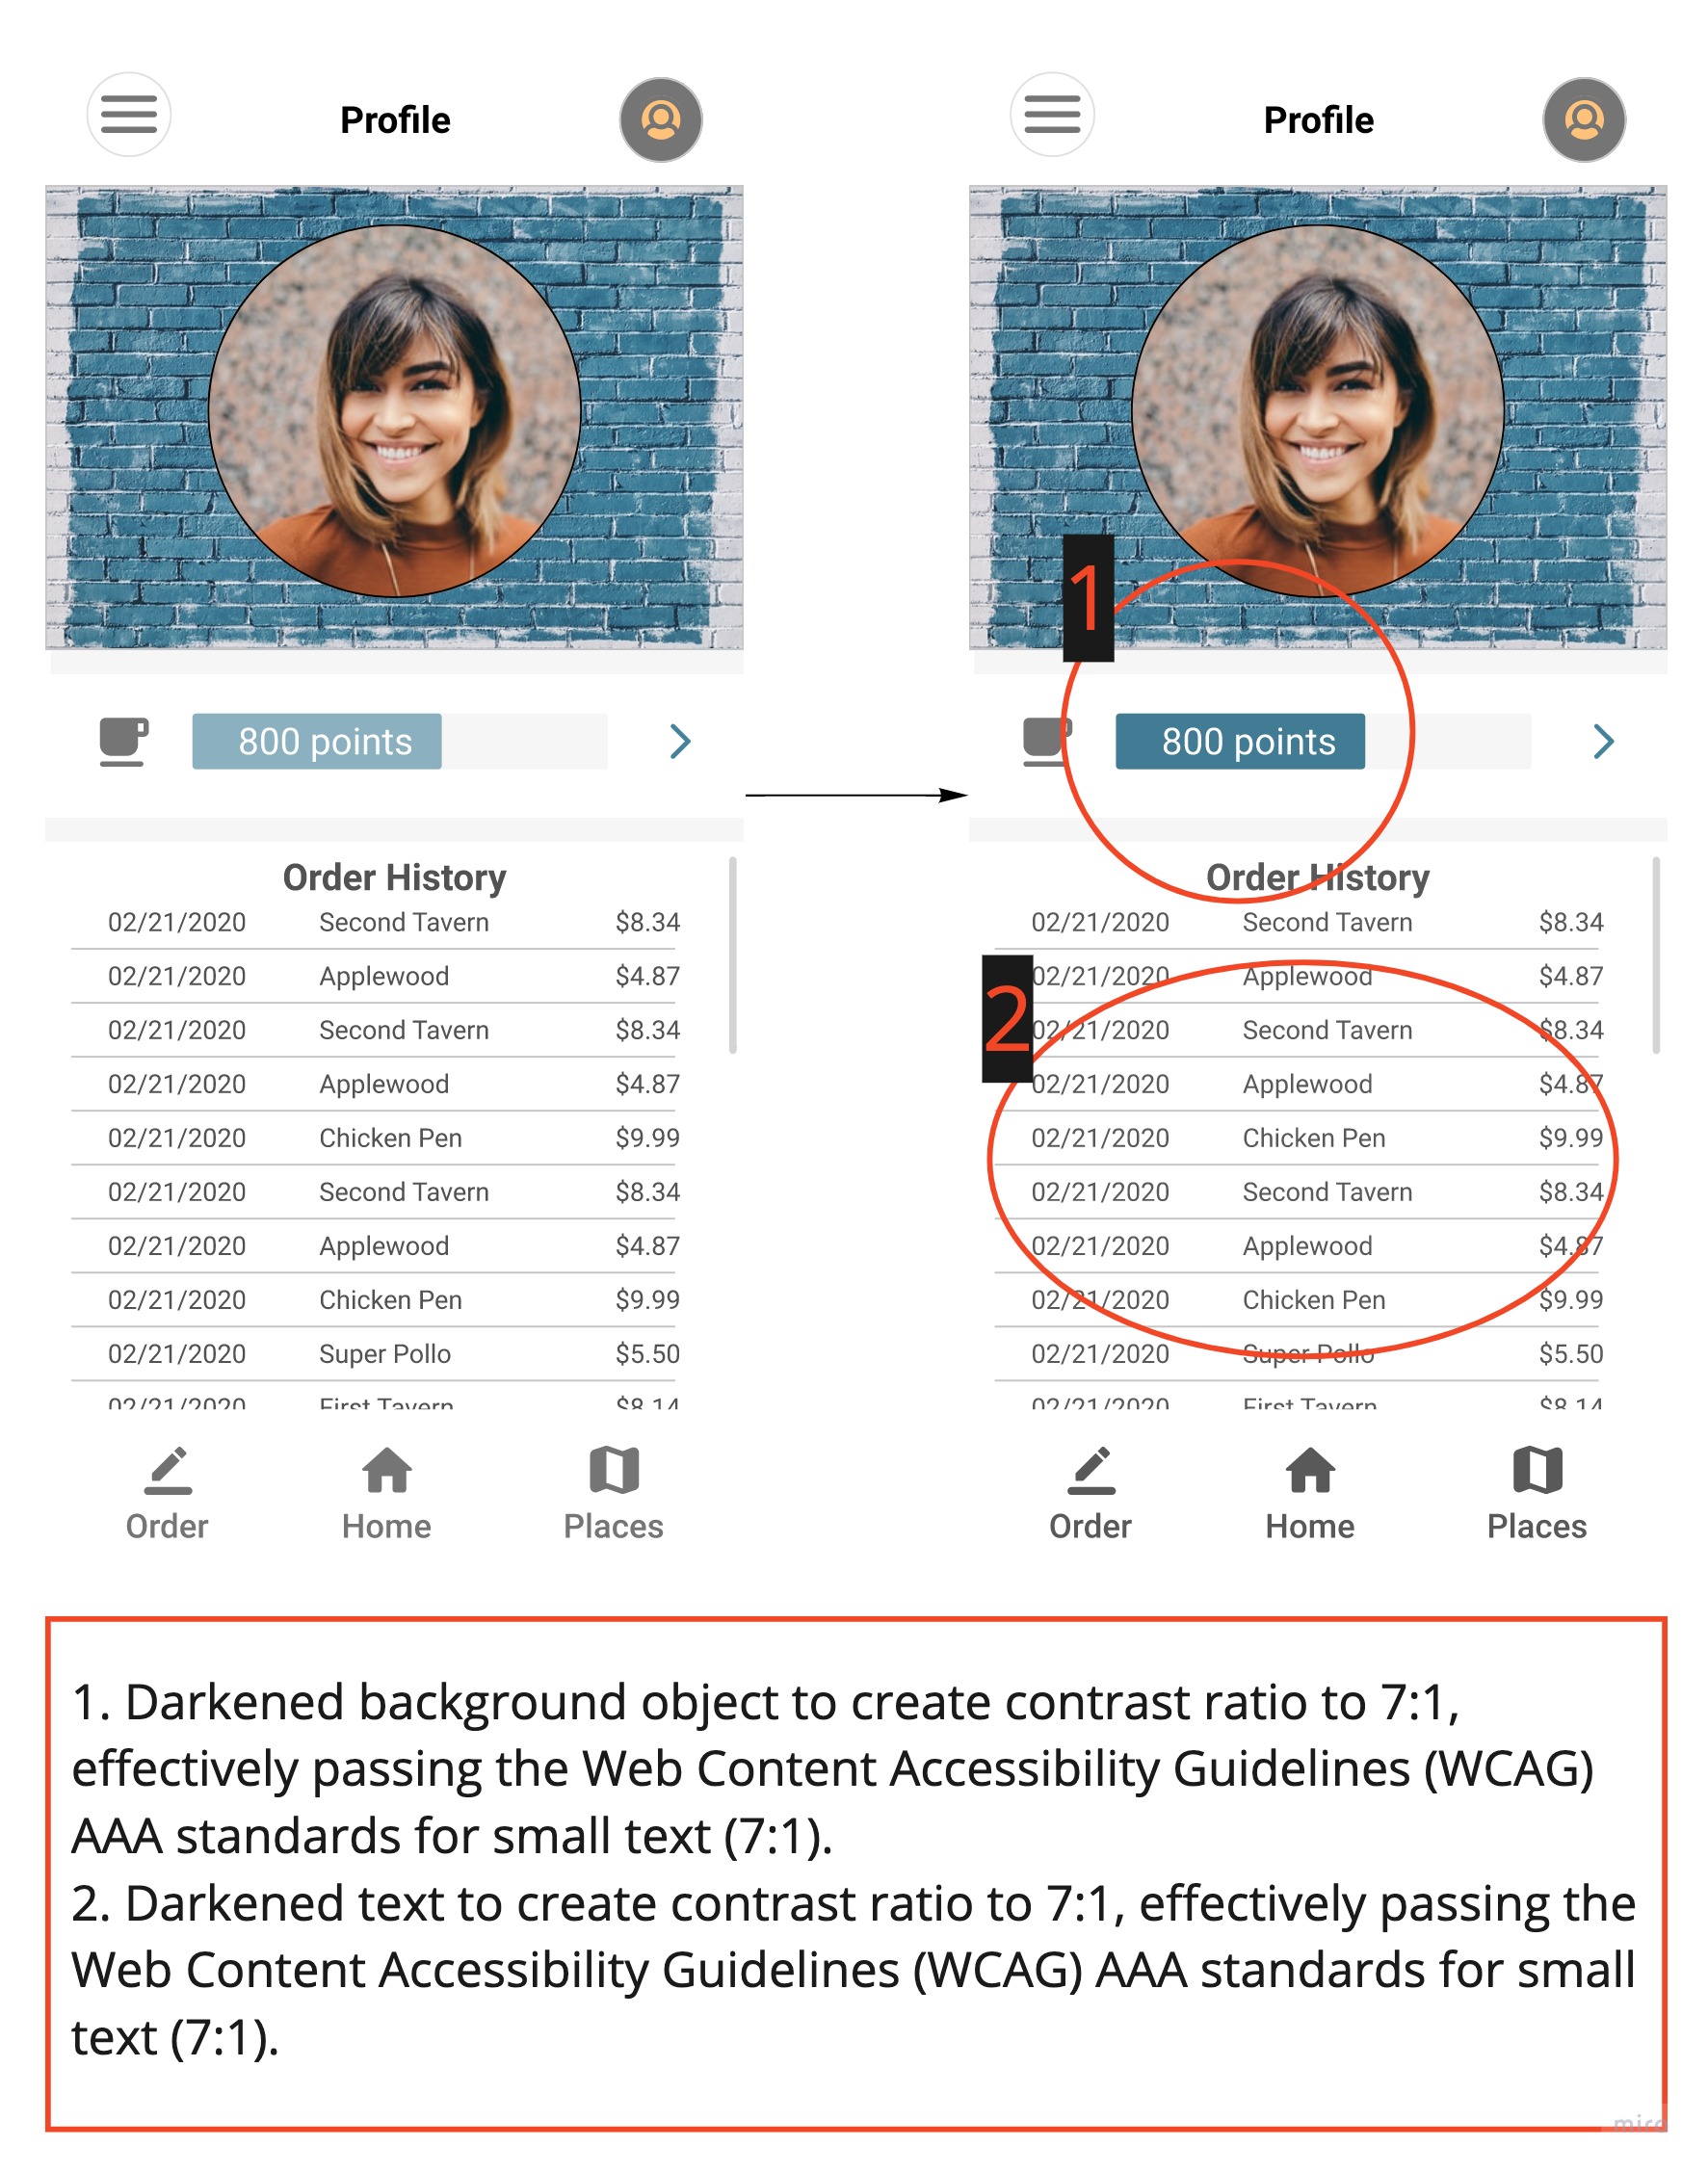 Profile
800 points
Order History
02/21/2020 Second Tavern $8.34
02/21/2020 Applewood $4.87
02/21/2020 Second Tavern $8.34
02/21/2020 Applewood $4.87
02/21/2020 Chicken Pen $9.99
02/21/2020 Second Tavern $8.34
02/21/2020 Applewood $4.87
02/21/2020 Chicken Pen $9.99
02/21/2020 Super Pollo $5.50
02/21/2020 First Tavern $8.14
Order Home Places
Profile
1
800 points
Order History
02/21/2020 Second Tavern $8.34
02/21/2020 Applewood $4.87
2
02/21/2020 Second Tavern $8.34
02/21/2020 Applewood $4.87
02/21/2020 Chicken Pen $9.99
02/21/2020 Second Tavern $8.34
02/21/2020 Applewood $4.87
02/21/2020 Chicken Pen $9.99
02/21/2020 Super Pollo $5.50
02/21/2020 First Tavern $8.14
Order Home Places
1. Darkened background object to create contrast ratio to 7:1,
effectively passing the Web Content Accessibility Guidelines (WCAG)
AAA standards for small text (7:1).
2. Darkened text to create contrast ratio to 7:1, effectively passing the
Web Content Accessibility Guidelines (WCAG) AAA standards for small
text (7:1).
miro